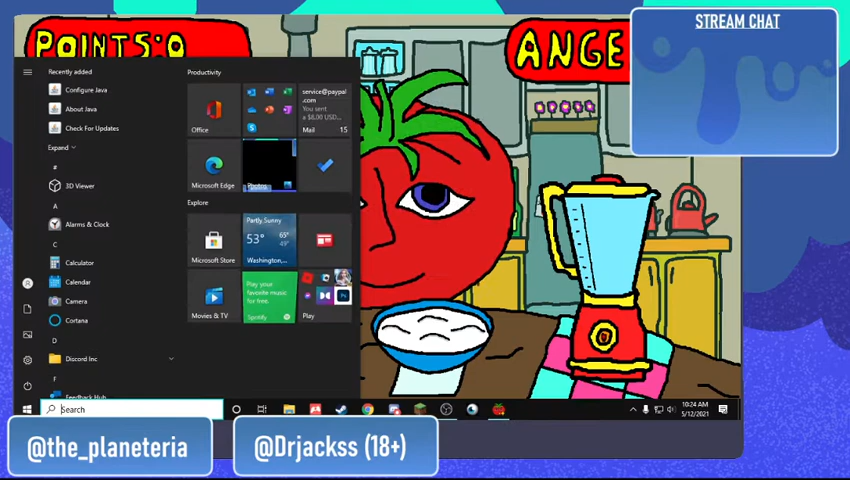 POINTS:0
ANGE
STREAM CHAT
Recently added
Configure Java
About Java
Check For Updates
Expand
#
3D Viewer
A
Alarms & Clock
C
Calculator
Calendar
Camera
Cortana
D
Discord Inc
F
Feedback Hub
Productivity
Office
service@paypal
.com
You sent
a $8.00 USD...
Mail 15
Microsoft Edge
Photos
Explore
Microsoft Store
Partly Sunny
53° 65°
49°
Washington,...
Movies & TV
Play your
favorite music
for free.
Spotify
Play
Search
10:24 AM
5/12/2021
@the_planeteria
@Drjackss (18+)